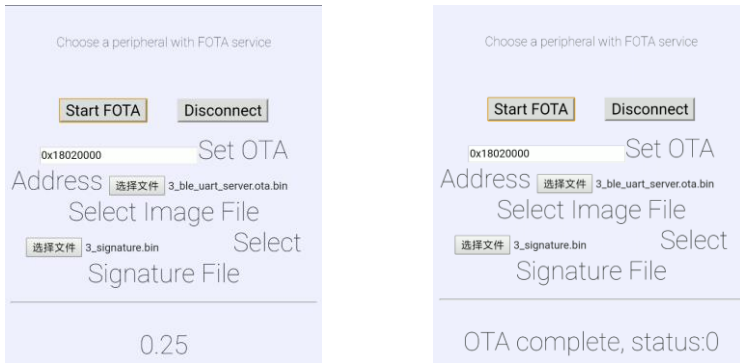 Choose a peripheral with FOTA service
Start FOTA Disconnect
0x18020000 Set OTA
Address 选择文件 3_ble_uart_server.ota.bin
Select Image File
选择文件 3_signature.bin Select
Signature File
0.25
Choose a peripheral with FOTA service
Start FOTA Disconnect
0x18020000 Set OTA
Address 选择文件 3_ble_uart_server.ota.bin
Select Image File
选择文件 3_signature.bin Select
Signature File
OTA complete, status:0